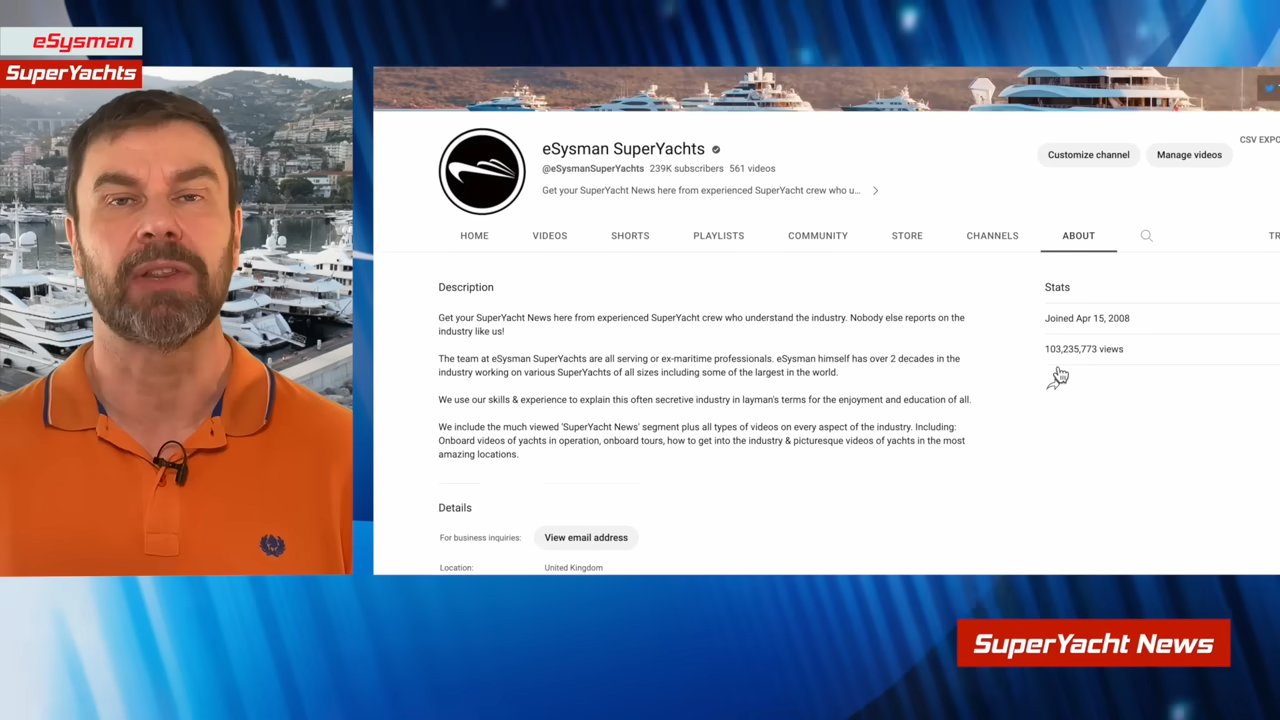 eSysman
SuperYachts
CSV EXPO
eSysman SuperYachts
@eSysmanSuperYachts 239K subscribers 561 videos
Customize channel
Manage videos
Get your SuperYacht News here from experienced SuperYacht crew who u...
HOME
VIDEOS
SHORTS
PLAYLISTS
COMMUNITY
STORE
CHANNELS
ABOUT
TR
Description
Get your SuperYacht News here from experienced SuperYacht crew who understand the industry. Nobody else reports on the
industry like us!
The team at eSysman SuperYachts are all serving or ex-maritime professionals. eSysman himself has over 2 decades in the
industry working on various SuperYachts of all sizes including some of the largest in the world.
We use our skills & experience to explain this often secretive industry in layman's terms for the enjoyment and education of all.
We include the much viewed 'SuperYacht News' segment plus all types of videos on every aspect of the industry. Including:
Onboard videos of yachts in operation, onboard tours, how to get into the industry & picturesque videos of yachts in the most
amazing locations.
Stats
Joined Apr 15, 2008
103,235,773 views
Details
For business inquiries:
View email address
Location:
United Kingdom
SuperYacht News